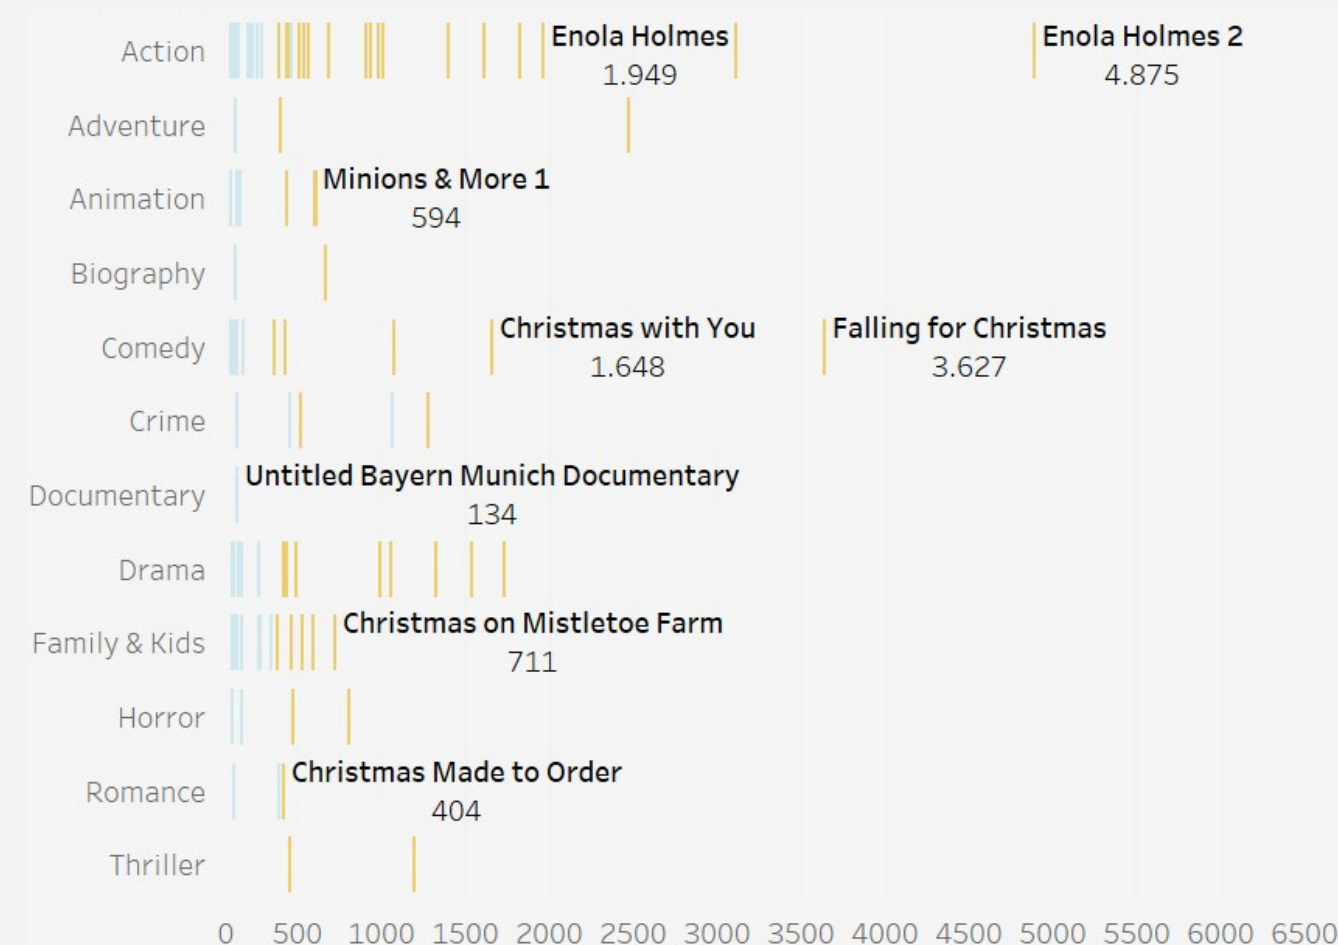 Action
Enola Holmes
1.949
Enola Holmes 2
4.875
Adventure
Animation
Minions & More 1
594
Biography
Comedy
Christmas with You
1.648
Falling for Christmas
3.627
Crime
Documentary
Untitled Bayern Munich Documentary
134
Drama
Family & Kids
Christmas on Mistletoe Farm
711
Horror
Romance
Christmas Made to Order
404
Thriller
0 500 1000 1500 2000 2500 3000 3500 4000 4500 5000 5500 6000 6500